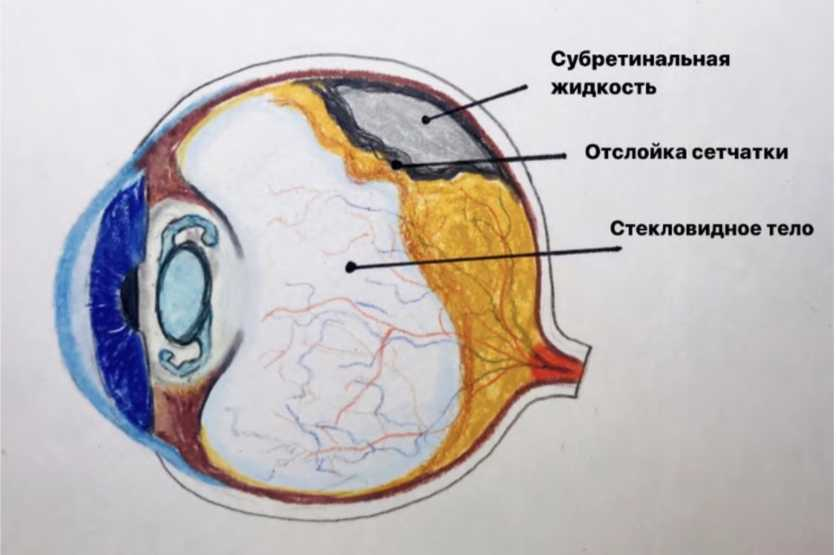 Субретинальная
жидкость
Отслойка сетчатки
Стекловидное тело